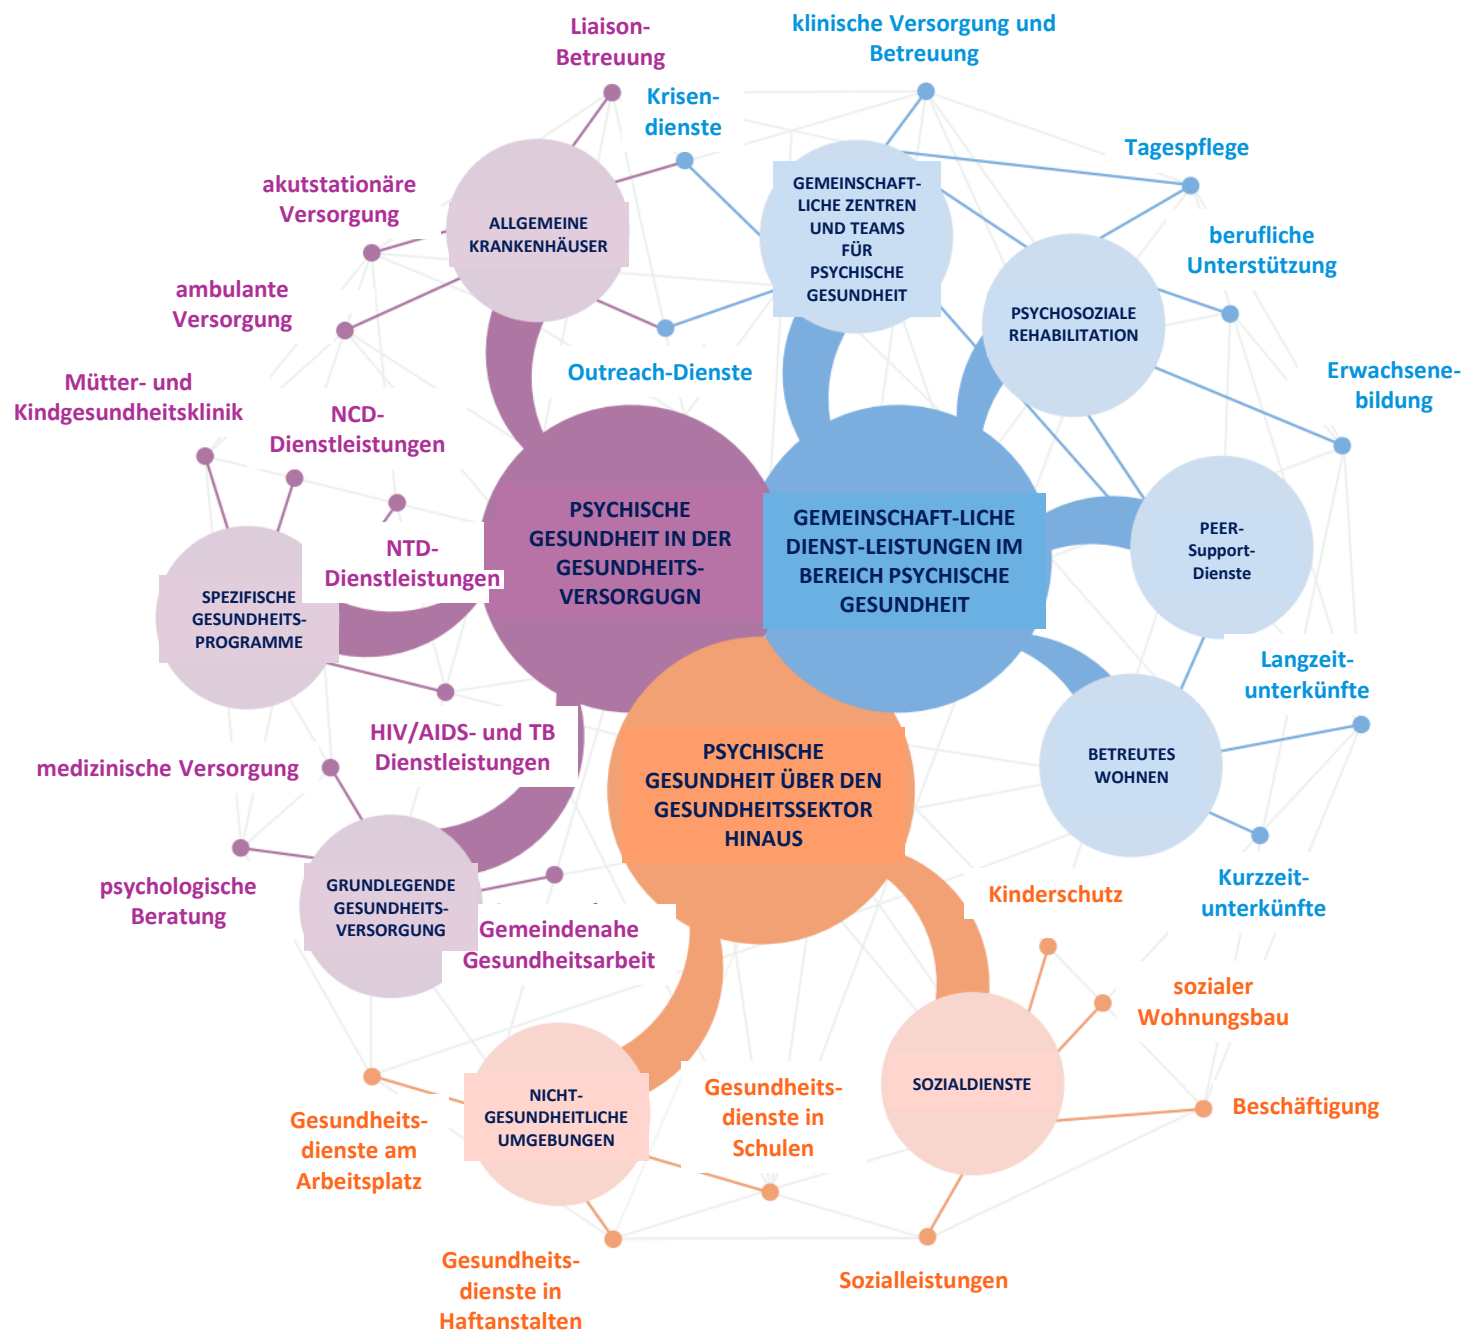 Liaison-
Betreuung
klinische Versorgung und
Betreuung
Krisen-
dienste
Tagespflege
akutstationäre
Versorgung
ALLGEMEINE
KRANKENHÄUSER
GEMEINSCHAFT-
LICHE ZENTREN
UND TEAMS
FÜR
PSYCHISCHE
GESUNDHEIT
berufliche
Unterstützung
ambulante
Versorgung
PSYCHOSOZIALE
REHABILITATION
Outreach-Dienste
Erwachsene-
bildung
Mütter- und
Kindgesundheitsklinik
NCD-
Dienstleistungen
PSYCHISCHE
GESUNDHEIT IN DER
GESUNDHEITS-
VERSORGUGN
GEMEINSCHAFT-LICHE
DIENST-LEISTUNGEN IM
BEREICH PSYCHISCHE
GESUNDHEIT
PEER-
Support-
Dienste
NTD-
Dienstleistungen
SPEZIFISCHE
GESUNDHEITS-
PROGRAMME
Langzeit-
unterkünfte
HIV/AIDS- und TB
Dienstleistungen
PSYCHISCHE
GESUNDHEIT ÜBER DEN
GESUNDHEITSSEKTOR
HINAUS
BETREUTES
WOHNEN
medizinische Versorgung
psychologische
Beratung
GRUNDLEGENDE
GESUNDHEITS-
VERSORGUNG
Gemeindenahe
Gesundheitsarbeit
Kinderschutz
Kurzzeit-
unterkünfte
sozialer
Wohnungsbau
NICHT-
GESUNDHEITLICHE
UMGEBUNGEN
Gesundheits-
dienste in
Schulen
SOZIALDIENSTE
Beschäftigung
Gesundheits-
dienste am
Arbeitsplatz
Gesundheits-
dienste in
Haftanstalten
Sozialleistungen